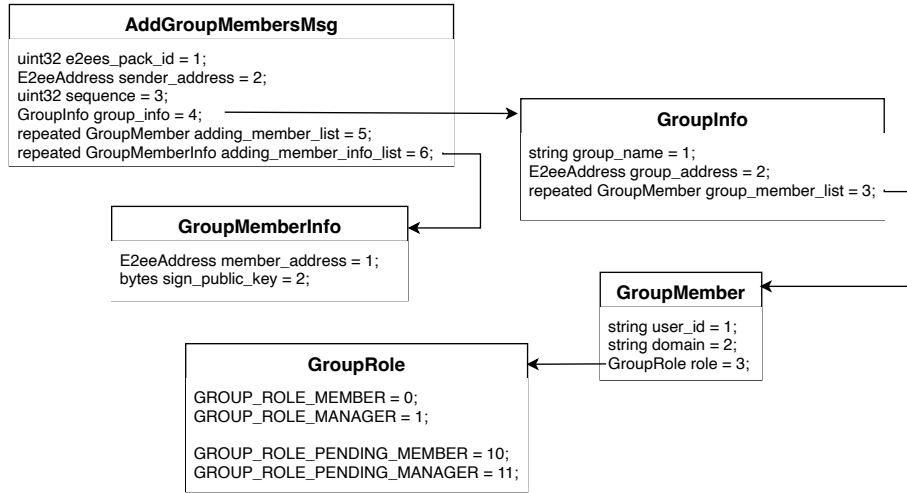 AddGroupMembersMsg
uint32 e2ees_pack_id = 1;
E2eeAddress sender_address = 2;
uint32 sequence = 3;
GroupInfo group_info = 4;
repeated GroupMember adding_member_list = 5;
repeated GroupMemberInfo adding_member_info_list = 6;
GroupInfo
string group_name = 1;
E2eeAddress group_address = 2;
repeated GroupMember group_member_list = 3;
GroupMemberInfo
E2eeAddress member_address = 1;
bytes sign_public_key = 2;
GroupMember
string user_id = 1;
string domain = 2;
GroupRole role = 3;
GroupRole
GROUP_ROLE_MEMBER = 0;
GROUP_ROLE_MANAGER = 1;
GROUP_ROLE_PENDING_MEMBER = 10;
GROUP_ROLE_PENDING_MANAGER = 11;